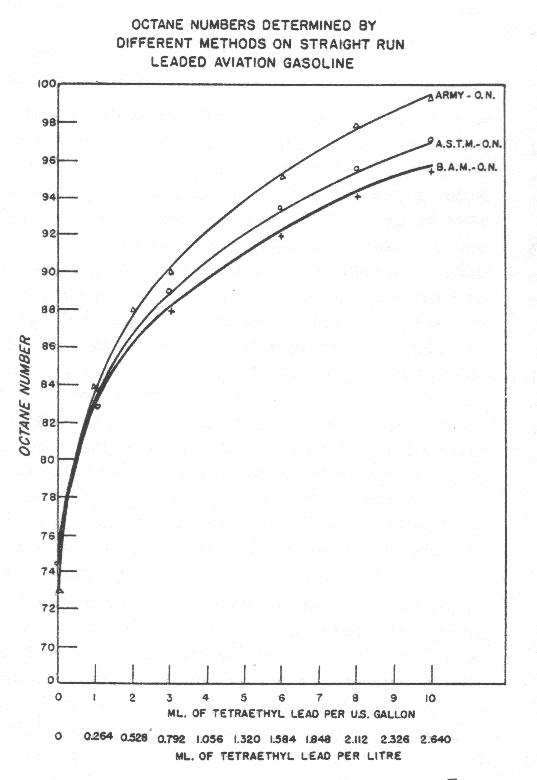 OCTANE NUMBERS DETERMINED BY
DIFFERENT METHODS ON STRAIGHT RUN
LEADED AVIATION GASOLINE
100
98
96
94
92
90
88
86
84
82
80
78
76
74
72
70
0
OCTANE NUMBER
ARMY - O.N.
A.S.T.M.-O.N.
B.A.M.-O.N.
0 1 2 3 4 5 6 7 8 9 10
ML. OF TETRAETHYL LEAD PER U.S. GALLON
0 0.264 0.528 0.792 1.056 1.320 1.584 1.848 2.112 2.326 2.640
ML. OF TETRAETHYL LEAD PER LITRE